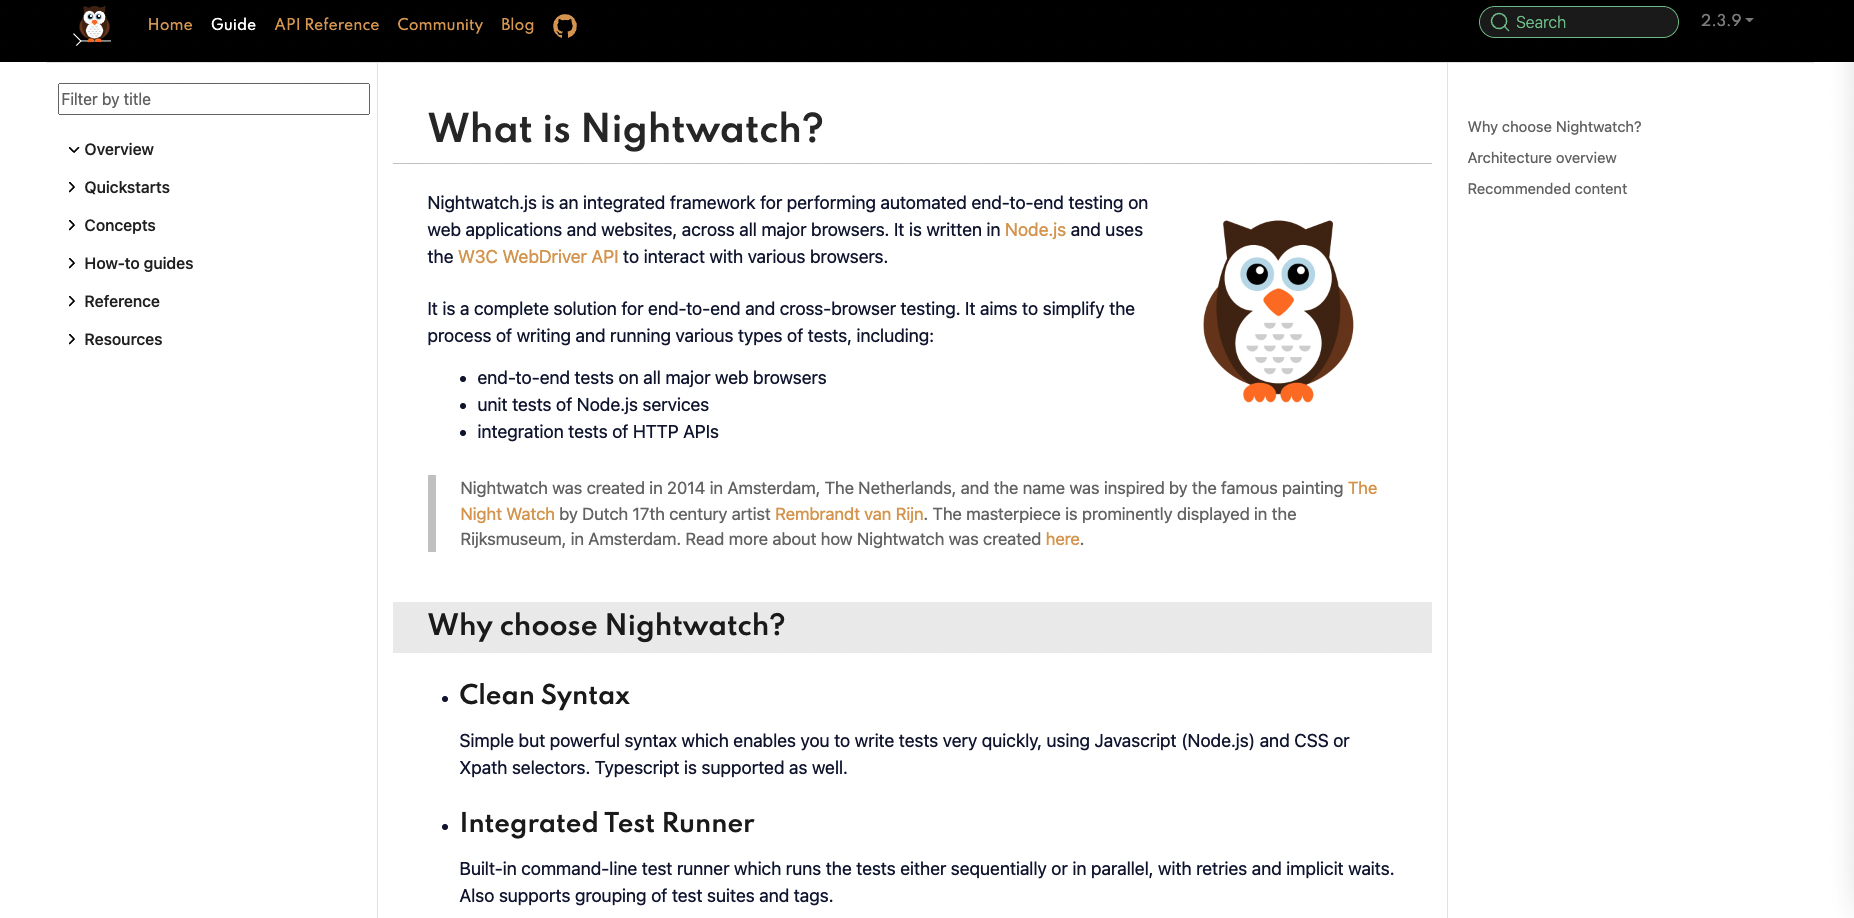 Home Guide API Reference Community Blog
Search
2.3.9
Filter by title
Overview
Quickstarts
Concepts
How-to guides
Reference
Resources
What is Nightwatch?
Nightwatch.js is an integrated framework for performing automated end-to-end testing on
web applications and websites, across all major browsers. It is written in Node.js and uses
the W3C WebDriver API to interact with various browsers.
It is a complete solution for end-to-end and cross-browser testing. It aims to simplify the
process of writing and running various types of tests, including:
end-to-end tests on all major web browsers
unit tests of Node.js services
integration tests of HTTP APIs
Nightwatch was created in 2014 in Amsterdam, The Netherlands, and the name was inspired by the famous painting The
Night Watch by Dutch 17th century artist Rembrandt van Rijn. The masterpiece is prominently displayed in the
Rijksmuseum, in Amsterdam. Read more about how Nightwatch was created here.
Why choose Nightwatch?
Clean Syntax
Simple but powerful syntax which enables you to write tests very quickly, using Javascript (Node.js) and CSS or
Xpath selectors. Typescript is supported as well.
Integrated Test Runner
Built-in command-line test runner which runs the tests either sequentially or in parallel, with retries and implicit waits.
Also supports grouping of test suites and tags.
Why choose Nightwatch?
Architecture overview
Recommended content